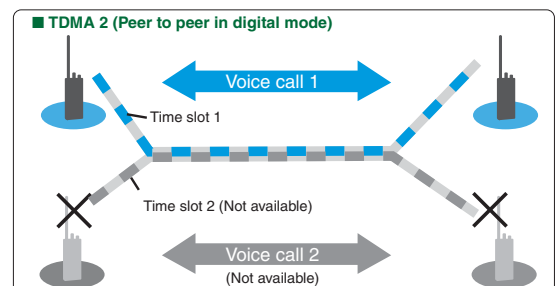 ■ TDMA 2 (Peer to peer in digital mode)
Voice call 1
Time slot 1
Time slot 2 (Not available)
Voice call 2
(Not available)